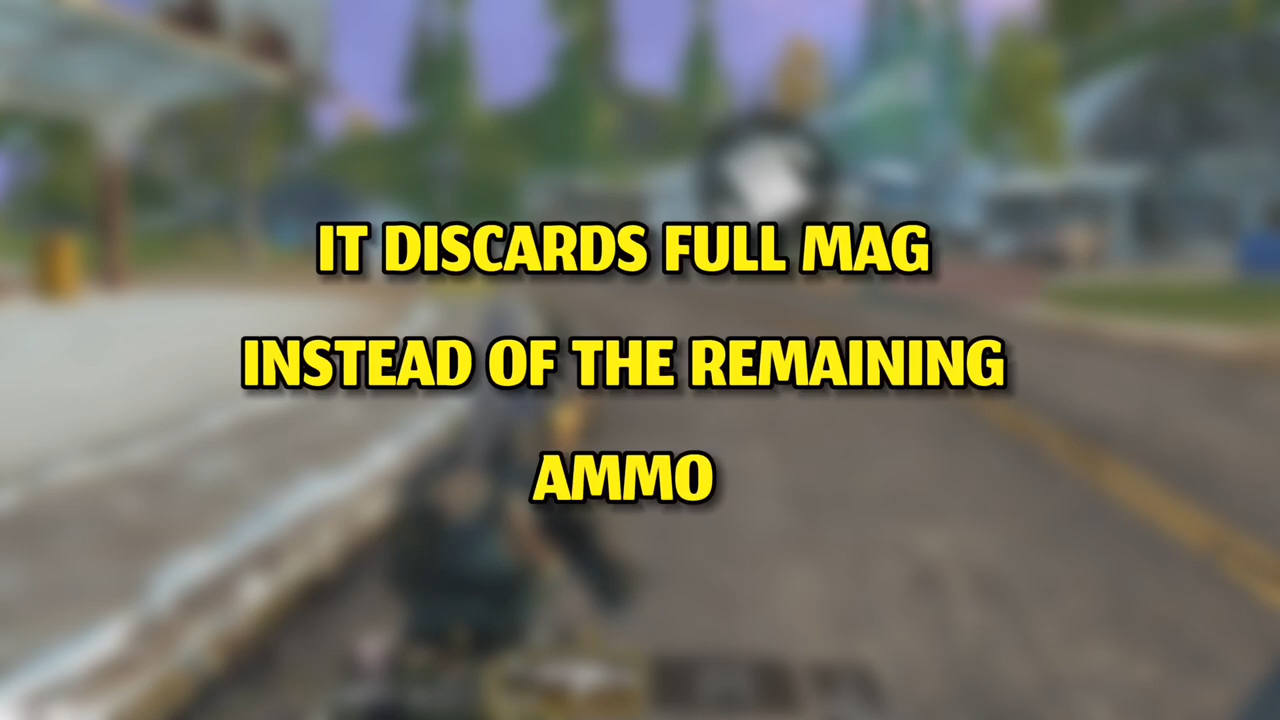 IT DISCARDS FULL MAG
INSTEAD OF THE REMAINING
AMMO